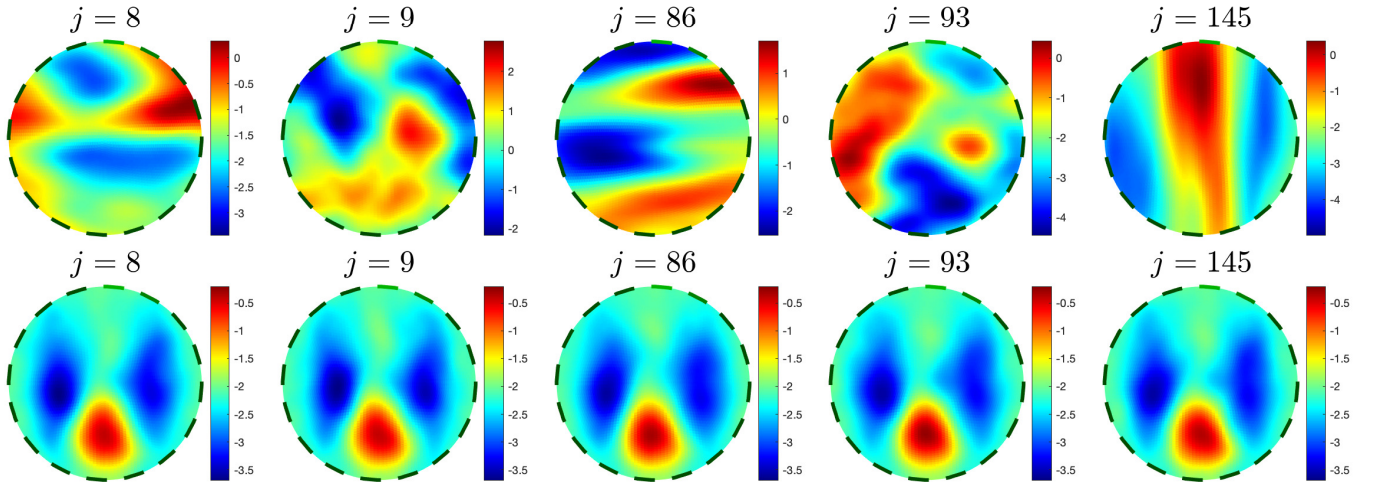 j = 8 j = 9 j = 86 j = 93 j = 145
0 2 1 0 0
-0.5 -1 -1 -1.5 -2 -2.5 -3
1 0 -1 -2
0 -1 -2
-1 -2 -3 -4
-1 -2 -3 -4
j = 8 j = 9 j = 86 j = 93 j = 145
-0.5 -0.5 -0.5 -0.5 -0.5
-1 -1 -1 -1 -1
-1.5 -1.5 -1.5 -1.5 -1.5
-2 -2 -2 -2 -2
-2.5 -2.5 -2.5 -2.5 -2.5
-3 -3 -3 -3 -3
-3.5 -3.5 -3.5 -3.5 -3.5